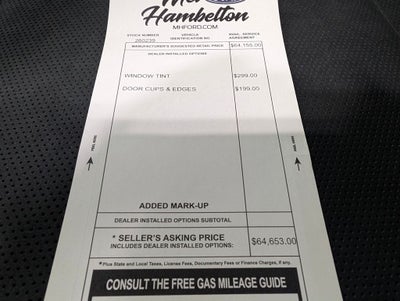 Mel
Hambelton
MHFORD.COM
STOCK NUMBER VEHICLE IDENTIFICATION NO. AVAIL. SERVICE AGREEMENT
260239
MANUFACTURER'S SUGGESTED RETAIL PRICE $64,155.00
DEALER INSTALLED OPTIONS
WINDOW TINT $299.00
DOOR CUPS & EDGES $199.00
ADDED MARK-UP
DEALER INSTALLED OPTIONS SUBTOTAL
* SELLER'S ASKING PRICE
INCLUDES DEALER INSTALLED OPTIONS: $64,653.00
*Plus State and Local Taxes, License Fees, Documentary Fees or Finance Charges, if any.
CONSULT THE FREE GAS MILEAGE GUIDE